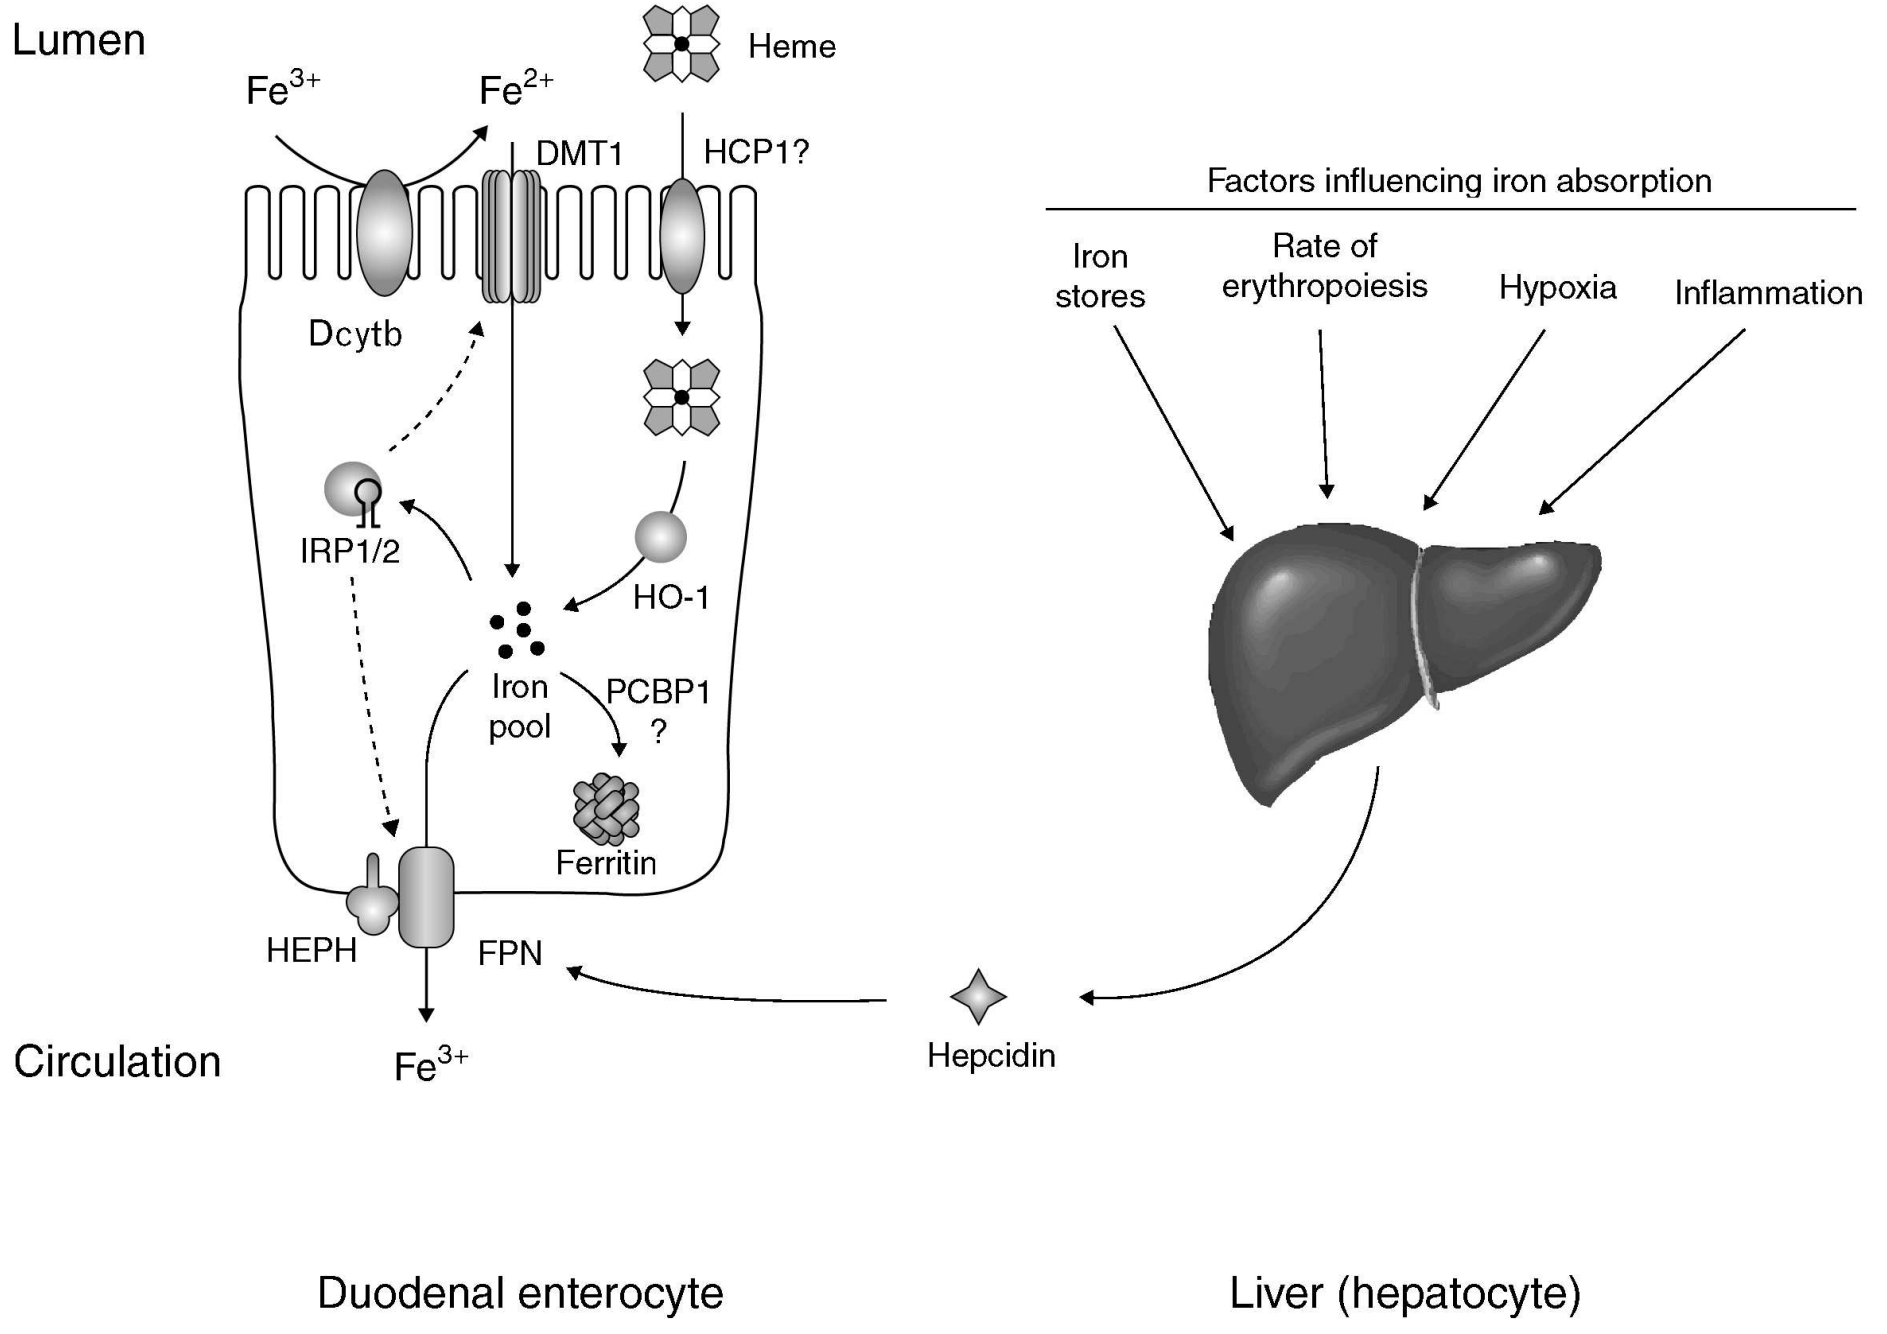 Lumen
Heme
Fe3+
Fe2+
DMT1
HCP1?
Dcytb
IRP1/2
HO-1
Iron
pool
PCBP1
?
Ferritin
HEPH
FPN
Circulation
Fe3+
Hepcidin
Factors influencing iron absorption
Iron
stores
Rate of
erythropoiesis
Hypoxia
Inflammation
Duodenal enterocyte
Liver (hepatocyte)